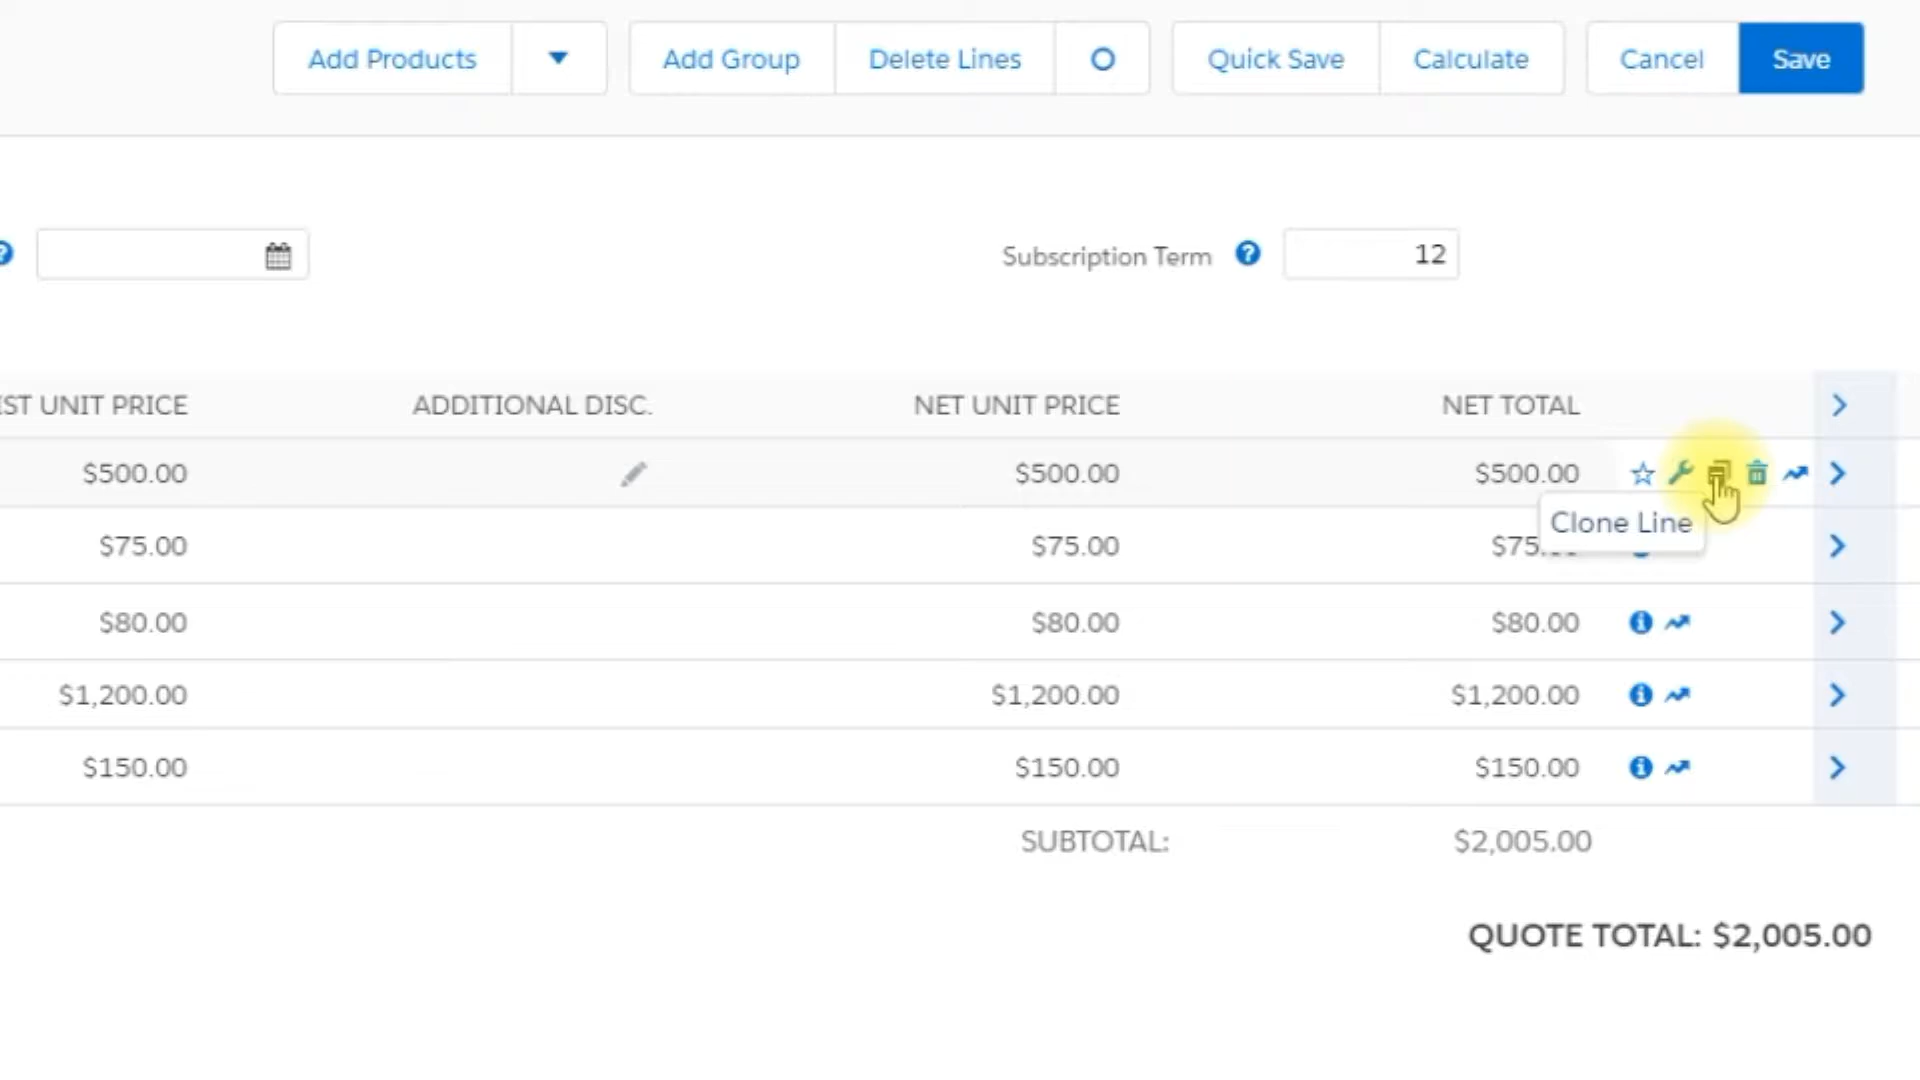 Add Products Add Group Delete Lines Quick Save Calculate Cancel Save
Subscription Term 12
UNIT PRICE ADDITIONAL DISC. NET UNIT PRICE NET TOTAL
$500.00 $500.00 $500.00
Clone Line
$75.00 $75.00
$80.00 $80.00 $80.00
$1,200.00 $1,200.00 $1,200.00
$150.00 $150.00 $150.00
SUBTOTAL: $2,005.00
QUOTE TOTAL: $2,005.00